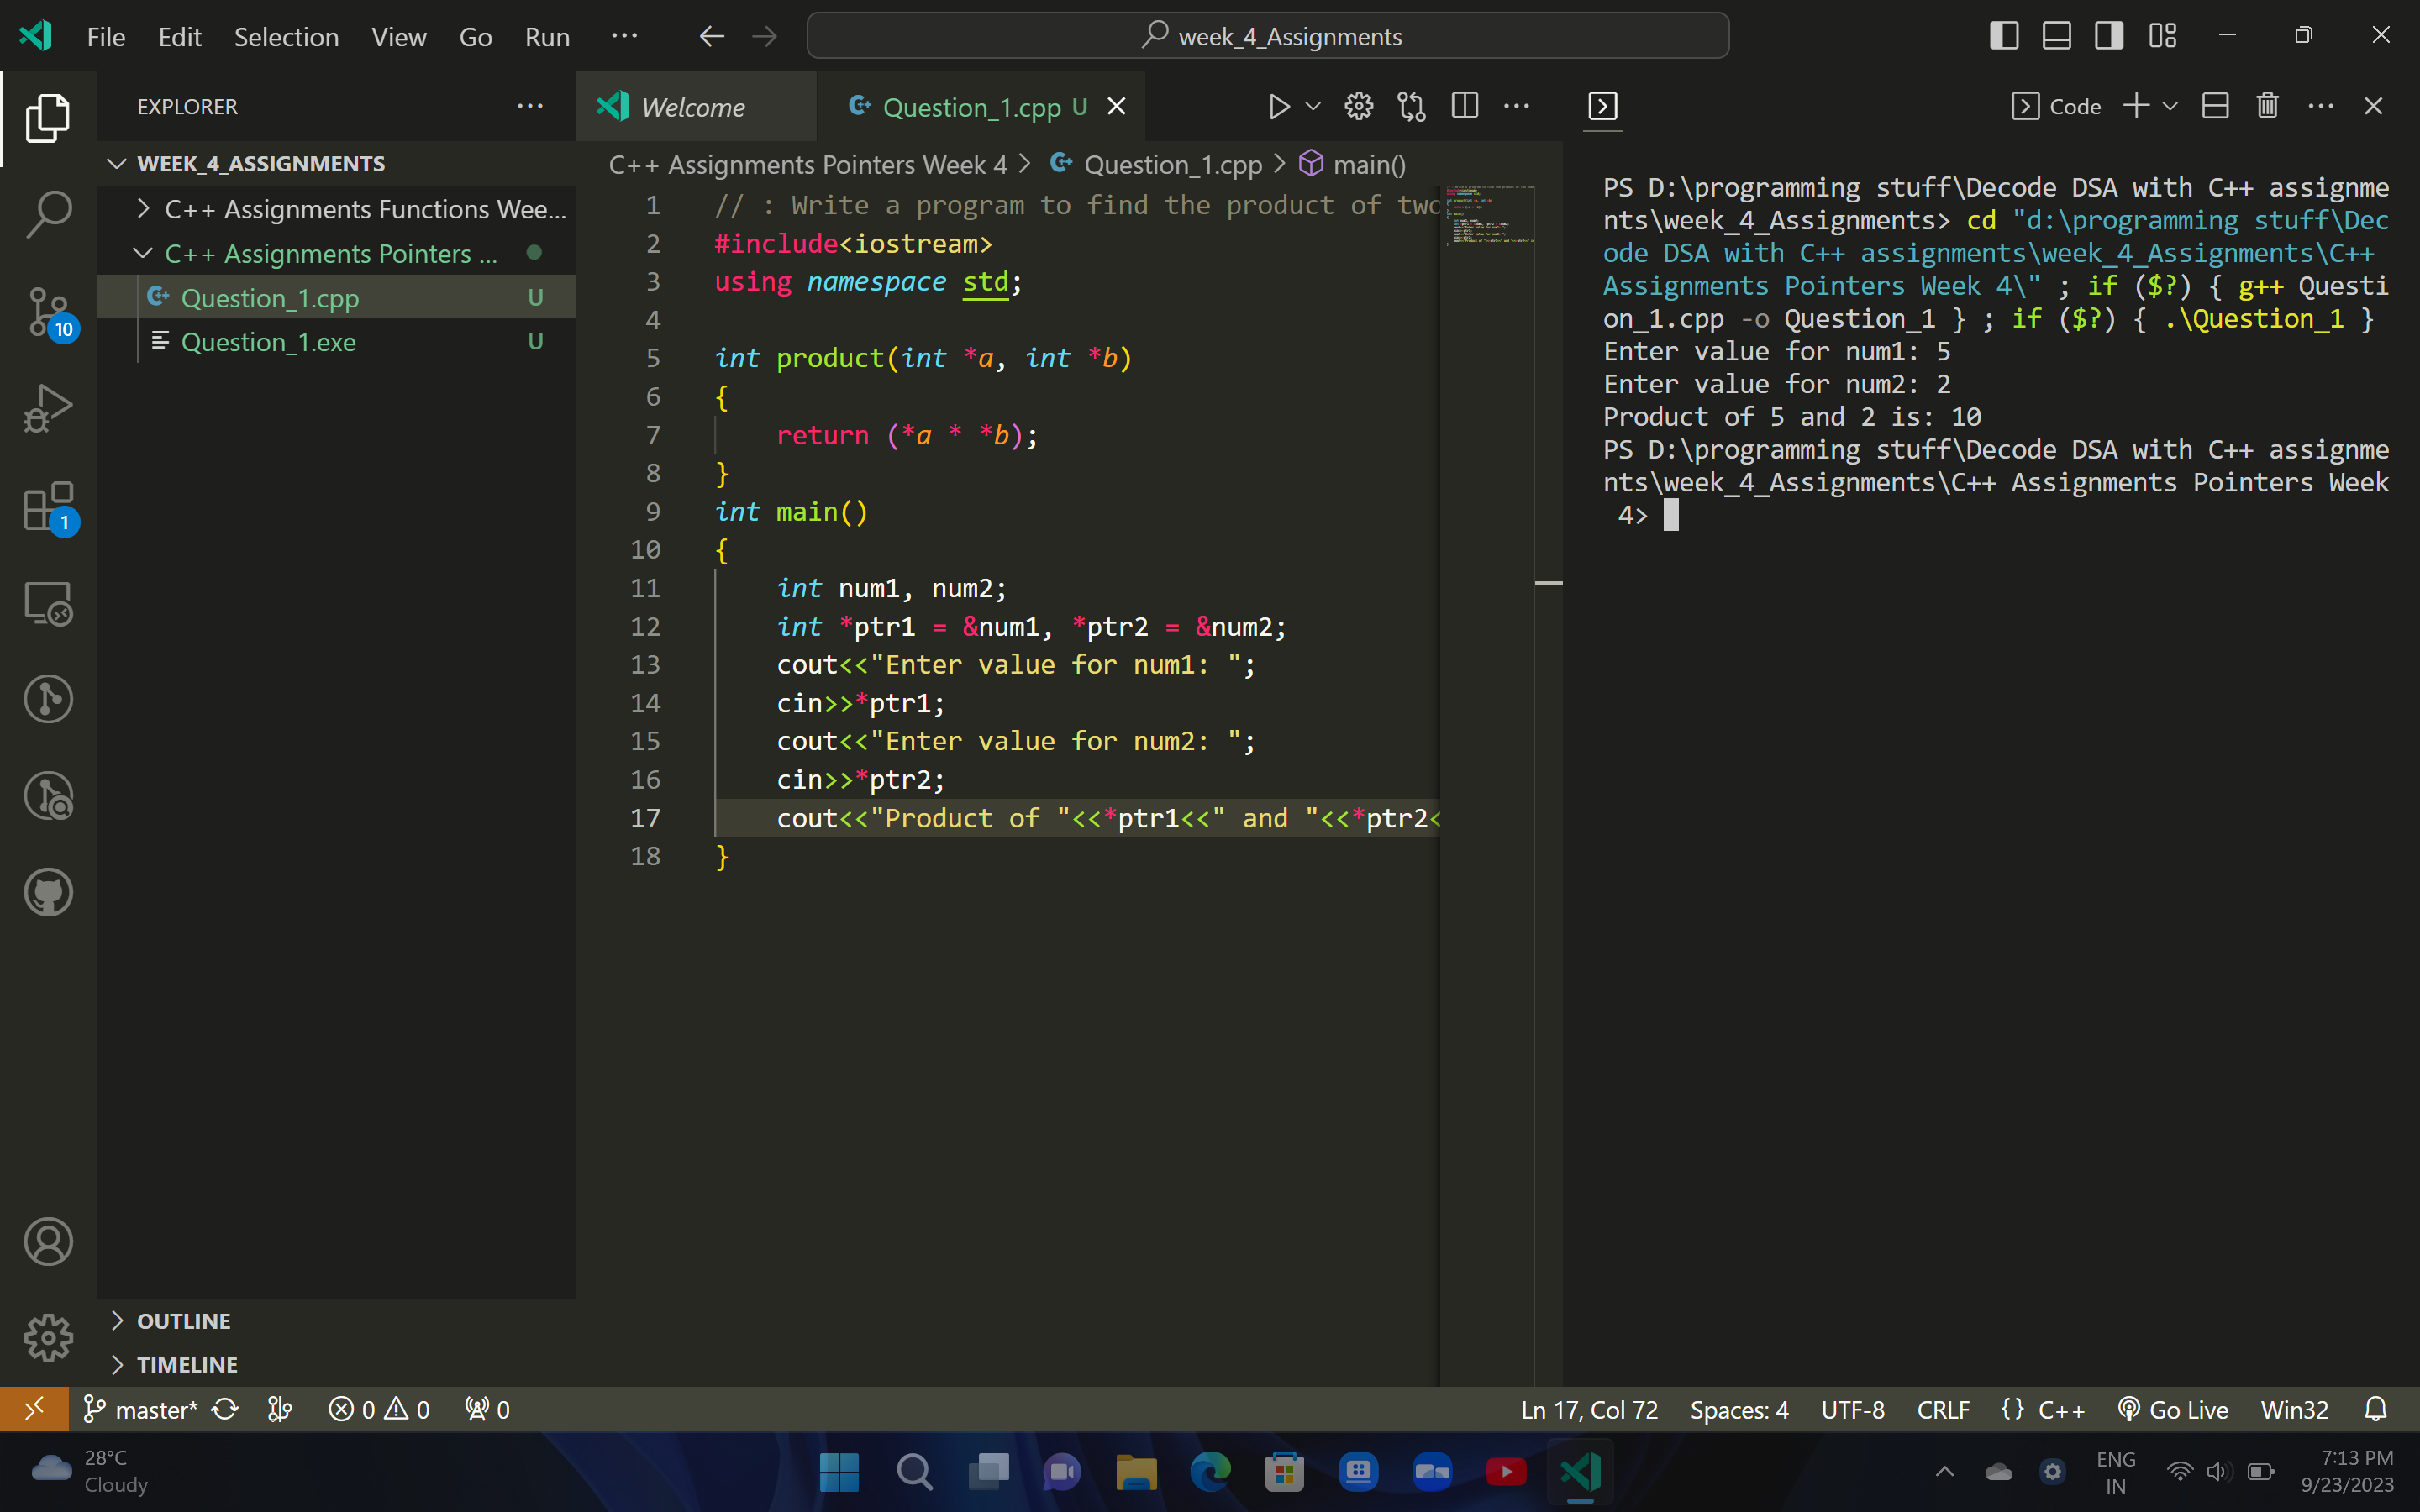 File Edit Selection View Go Run ...
week_4_Assignments
EXPLORER
WEEK_4_ASSIGNMENTS
C++ Assignments Functions Wee...
C++ Assignments Pointers ...
Question_1.cpp U
Question_1.exe U
OUTLINE
TIMELINE
10
1
Welcome
Question_1.cpp U
C++ Assignments Pointers Week 4 > Question_1.cpp > main()
1 // : Write a program to find the product of two
2 #include<iostream>
3 using namespace std;
4
5 int product(int *a, int *b)
6 {
7 return (*a * *b);
8 }
9 int main()
10 {
11 int num1, num2;
12 int *ptr1 = &num1, *ptr2 = &num2;
13 cout<<"Enter value for num1: ";
14 cin>>*ptr1;
15 cout<<"Enter value for num2: ";
16 cin>>*ptr2;
17 cout<<"Product of "<<*ptr1<<" and "<<*ptr2<
18 }
Code
PS D:\programming stuff\Decode DSA with C++ assignme
nts\week_4_Assignments> cd "d:\programming stuff\Dec
ode DSA with C++ assignments\week_4_Assignments\C++
Assignments Pointers Week 4\" ; if ($?) { g++ Questi
on_1.cpp -o Question_1 } ; if ($?) { .\Question_1 }
Enter value for num1: 5
Enter value for num2: 2
Product of 5 and 2 is: 10
PS D:\programming stuff\Decode DSA with C++ assignme
nts\week_4_Assignments\C++ Assignments Pointers Week
4>
master* 0 0 0
Ln 17, Col 72 Spaces: 4 UTF-8 CRLF {} C++ Go Live Win32
28°C
Cloudy
ENG
IN
7:13 PM
9/23/2023